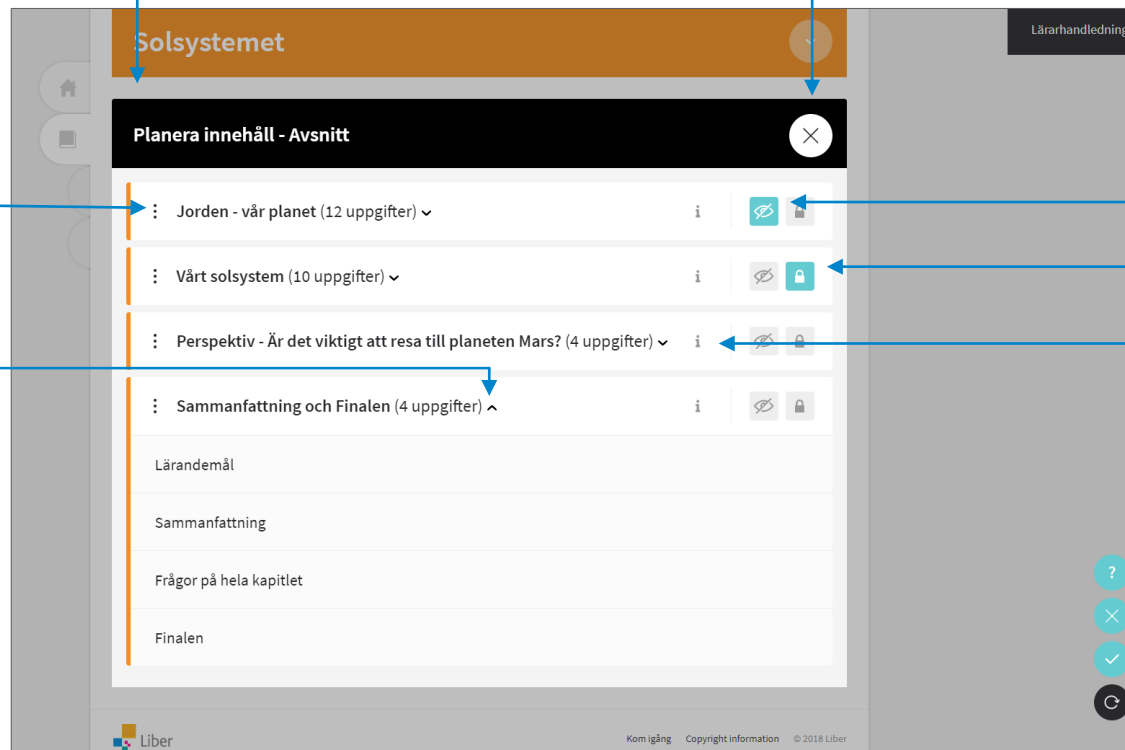 Solsystemet
Lärarhandledning
Planera innehåll - Avsnitt
Jorden - vår planet (12 uppgifter)
Vårt solsystem (10 uppgifter)
Perspektiv - Är det viktigt att resa till planeten Mars? (4 uppgifter)
Sammanfattning och Finalen (4 uppgifter)
Lärandemål
Sammanfattning
Frågor på hela kapitlet
Finalen
Liber
Kom igång Copyright information © 2018 Liber